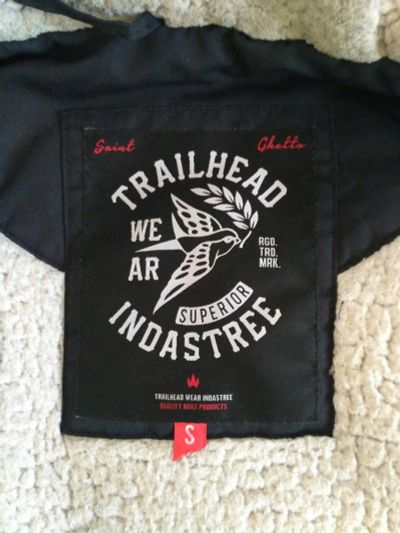 Saint Ghetto
TRAILHEAD
WE
AR
RGD.
TRD.
MRK.
SUPERIOR
INDASTREE
TRAILHEAD WEAR INDASTREE
QUALITY BUILT PRODUCTS
S